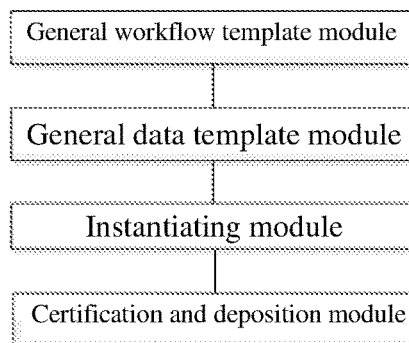 General workflow template module
General data template module
Instantiating module
Certification and deposition module